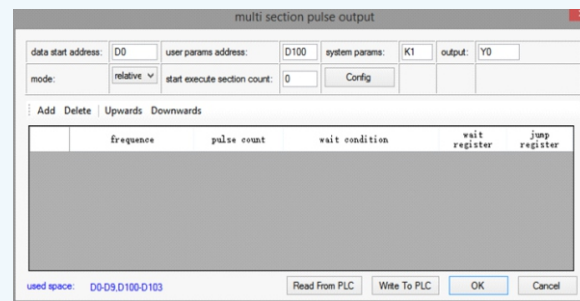 multi section pulse output
data start address: D0 user params address: D100 system params: K1 output: Y0
mode: relative start execute section count: 0 Config
Add Delete Upwards Downwards
frequence pulse count wait condition wait register jump register
used space: D0-D9,D100-D103 Read From PLC Write To PLC OK Cancel